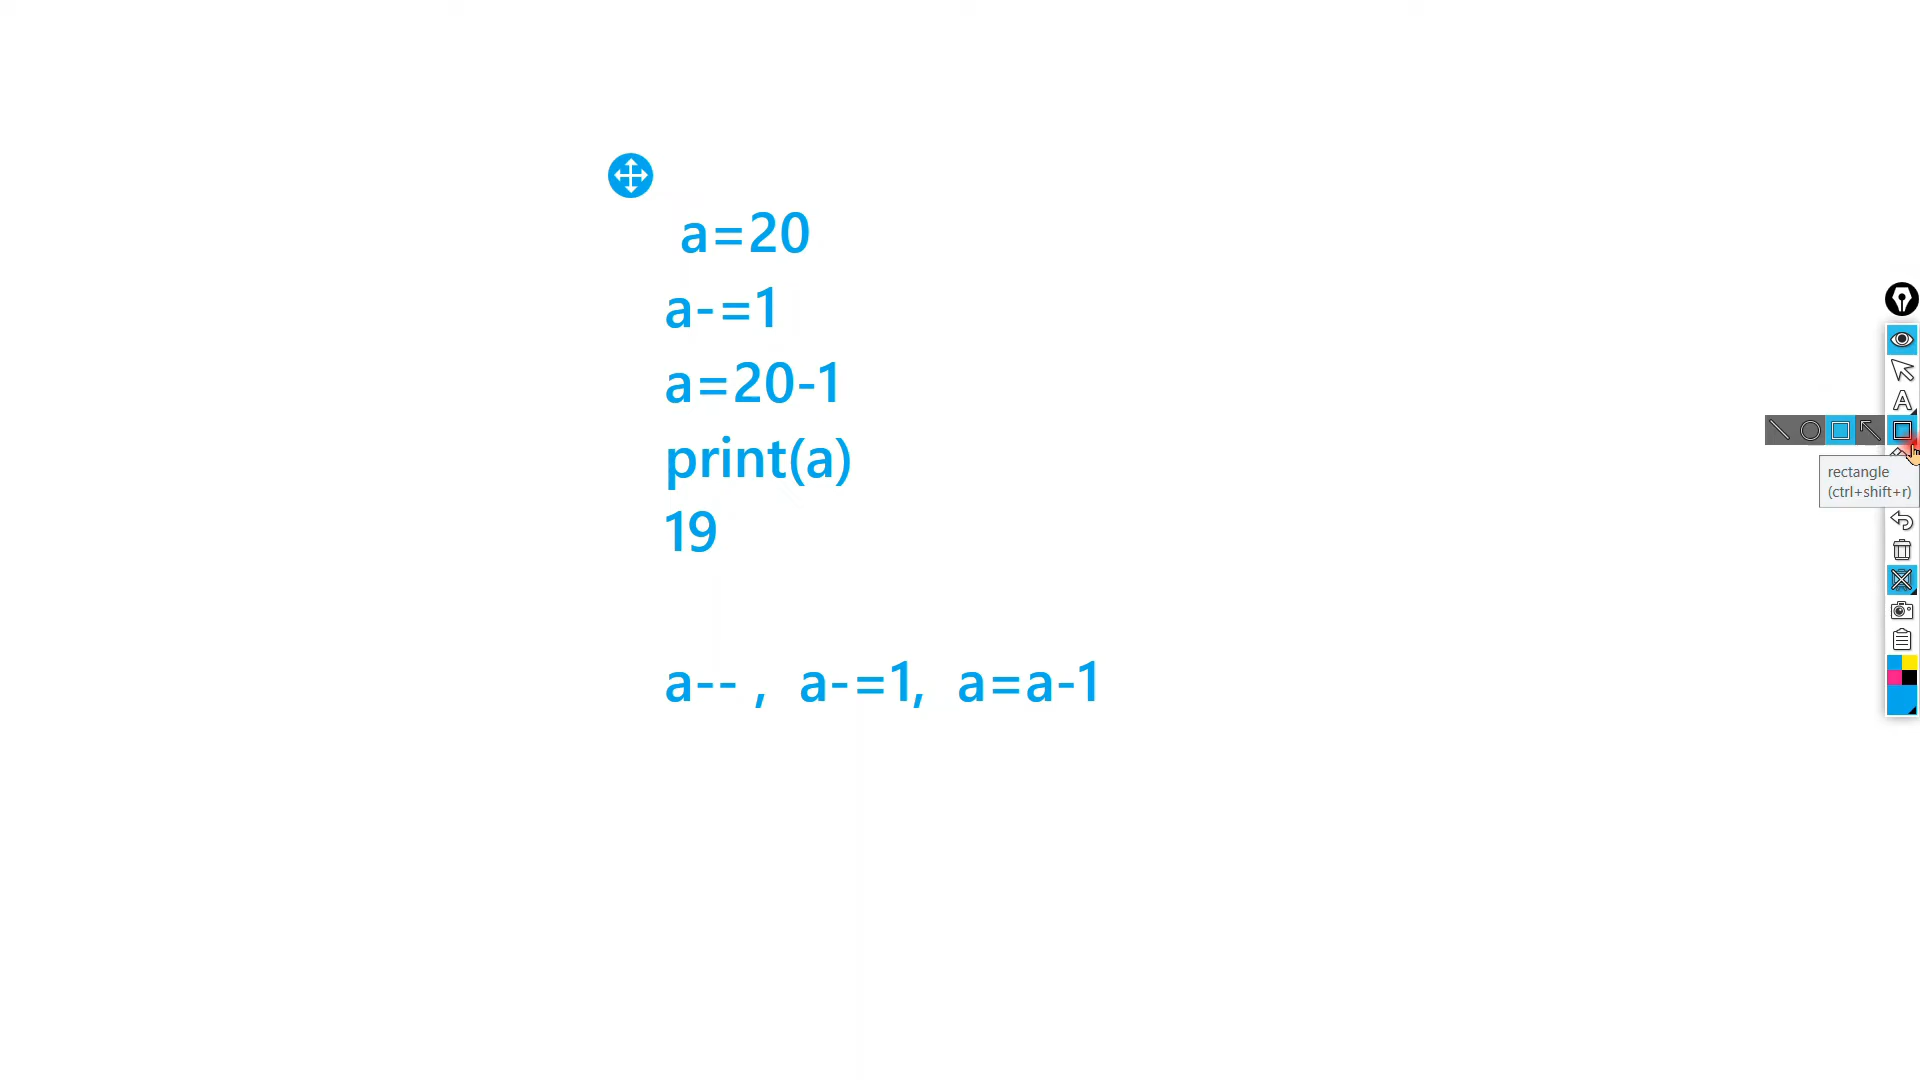 a=20
a-=1
a=20-1
print(a)
19
a-- , a-=1, a=a-1
A
rectangle
(ctrl+shift+r)